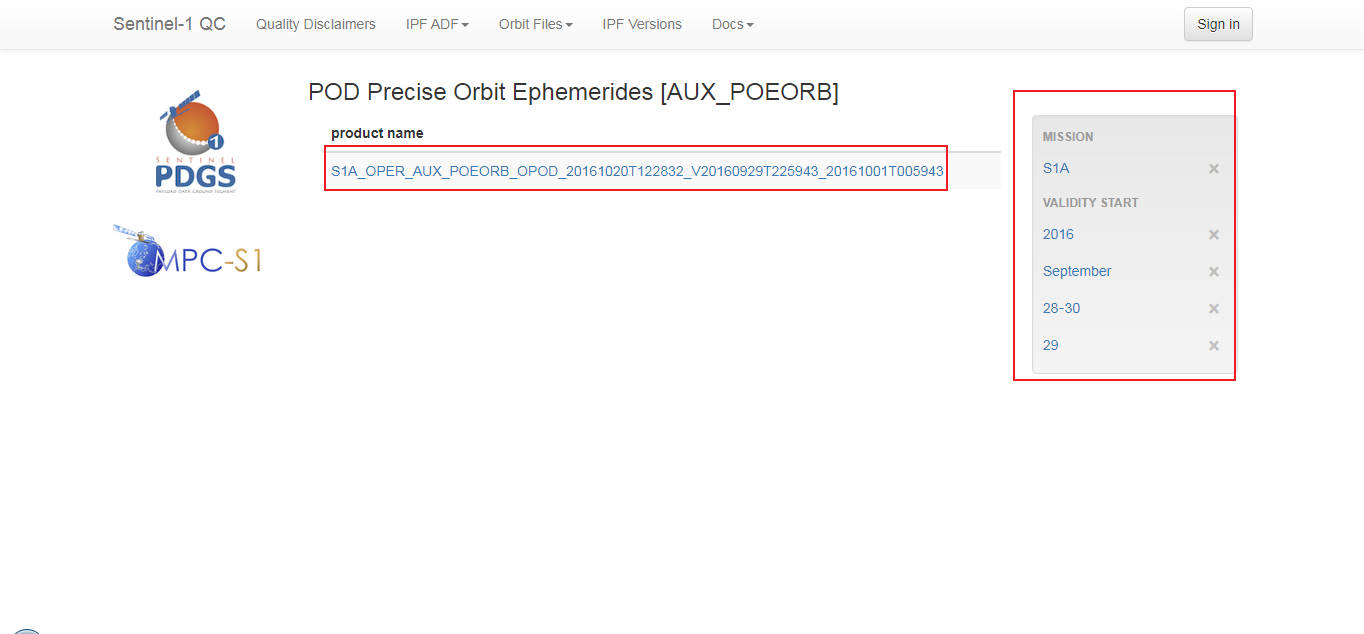 Sentinel-1 QC Quality Disclaimers IPF ADF Orbit Files IPF Versions Docs Sign in
1
SENTINEL
PDGS
PAYLOAD DATA GROUND SEGMENT
MPC-S1
POD Precise Orbit Ephemerides [AUX_POEORB]
product name
S1A_OPER_AUX_POEORB_OPOD_20161020T122832_V20160929T225943_20161001T005943
MISSION
S1A
VALIDITY START
2016
September
28-30
29